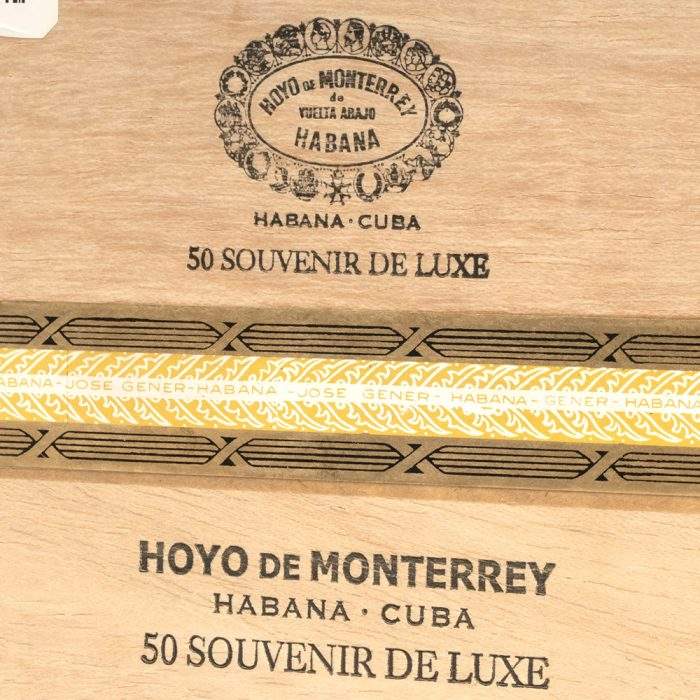 HOYO DE MONTERREY
de
VUELTA ABAJO
HABANA
HABANA · CUBA
50 SOUVENIR DE LUXE
HABANA-JOSE GENER-HABANA -JOSE GENER- HABANA -GENER-HABANA
HOYO DE MONTERREY
HABANA · CUBA
50 SOUVENIR DE LUXE